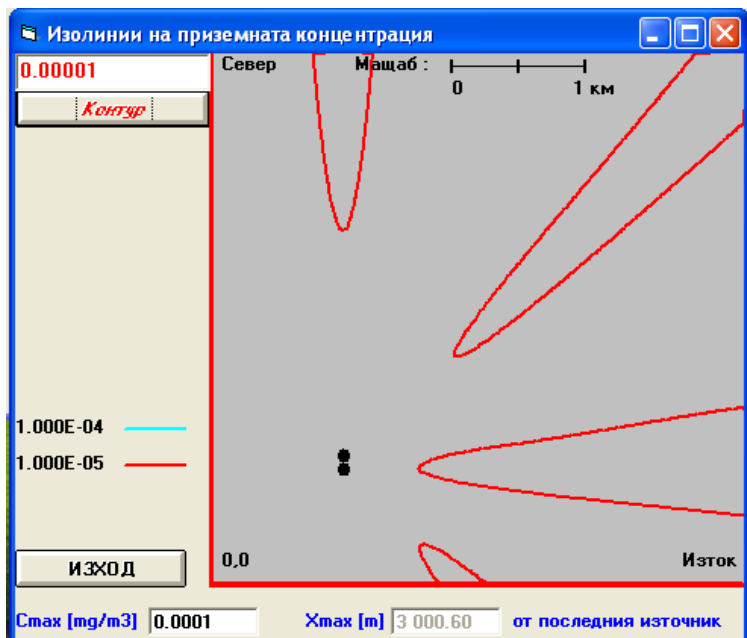 Изолинии на приземната концентрация
0.00001
Контур
Север
Мащаб :
0 1 км
1.000E-04
1.000E-05
ИЗХОД
0,0
Изток
Cmax [mg/m3] 0.0001 Xmax [m] 3 000.60 от последния източник